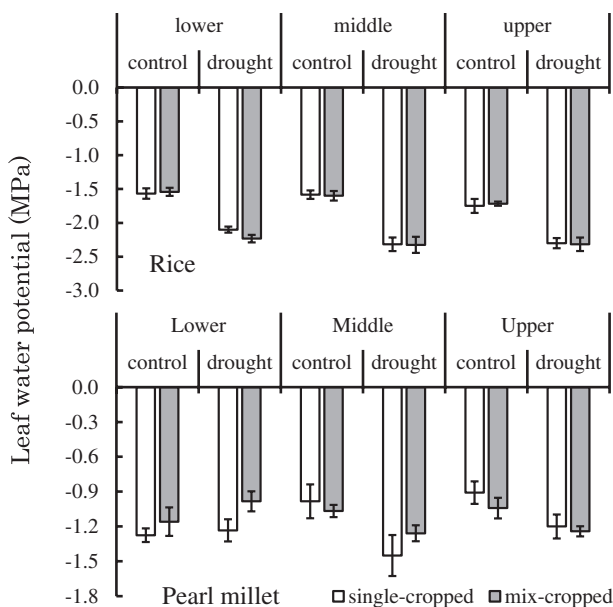 lower middle upper
control drought control drought control drought
0.0
-0.5
-1.0
-1.5
-2.0
-2.5
-3.0
Rice
Leaf water potential (MPa)
Lower Middle Upper
control drought control drought control drought
0.0
-0.3
-0.6
-0.9
-1.2
-1.5
-1.8
Pearl millet
single-cropped mix-cropped